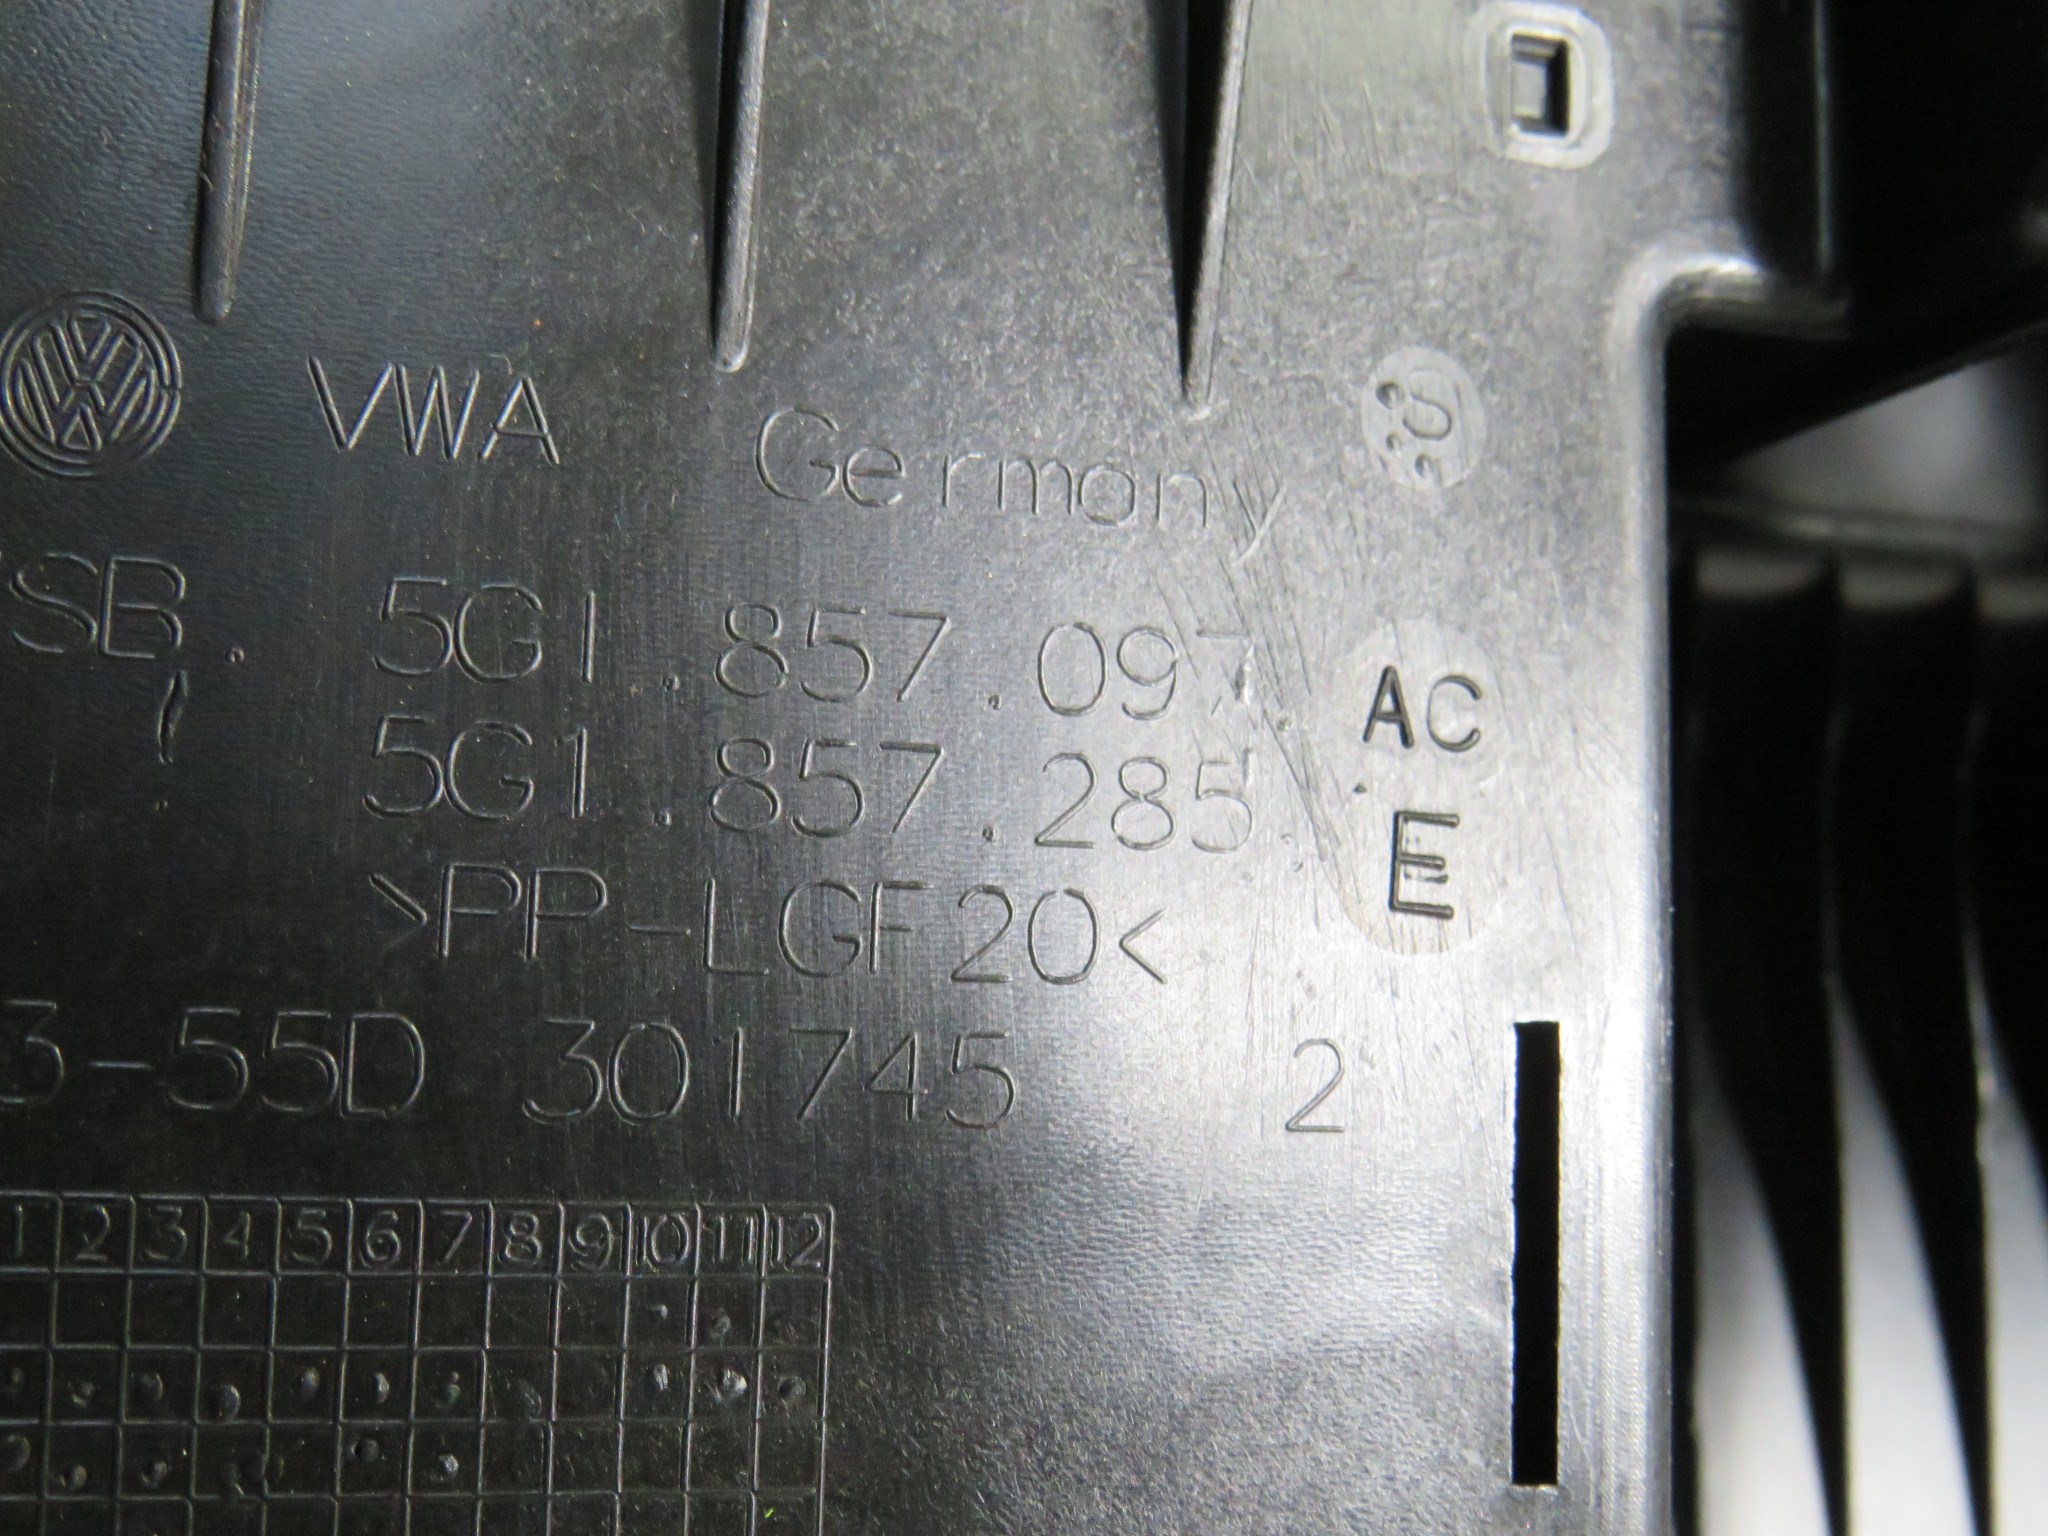 VWA Germany
SB. 5G1.857.097. AC
5G1.857.285. E
>PP-LGF20<
3-55D 301745 2
1 2 3 4 5 6 7 8 9 10 11 12